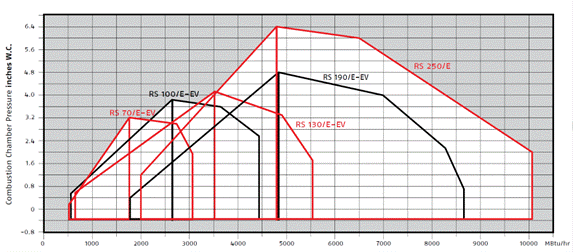 Combustion Chamber Pressure inches W.C.
6.4
5.6
4.8
4.0
3.2
2.4
1.6
0.8
0
-0.8
RS 250/E
RS 190/E-EV
RS 100/E-EV
RS 70/E-EV
RS 130/E-EV
0 1000 2000 3000 4000 5000 6000 7000 8000 9000 10000 MBtu/hr